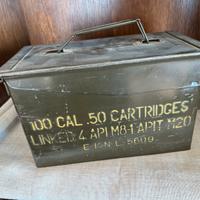 100 CAL .50 CARTRIDGES
LINKED 4 API M8-1 APIT M20